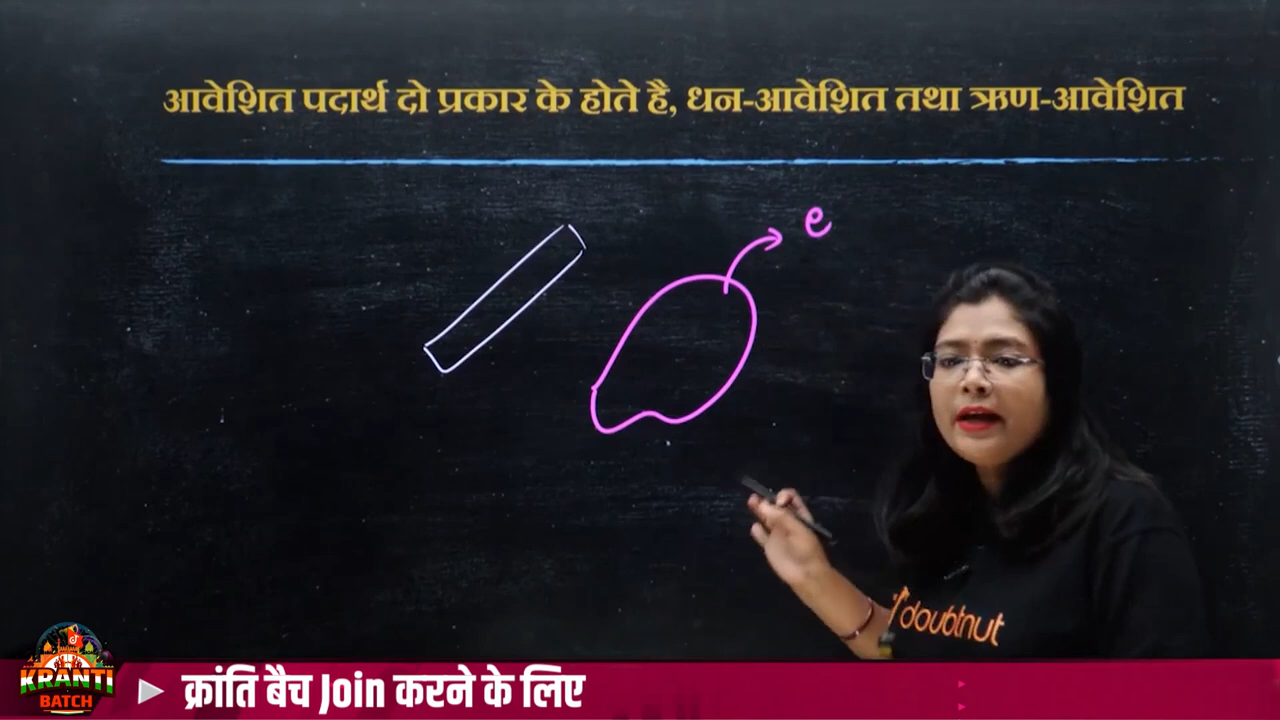 आवेशित पदार्थ दो प्रकार के होते है, धन-आवेशित तथा ऋण-आवेशित
e
doubtnut
KRANTI
BATCH
क्रांति बैच Join करने के लिए